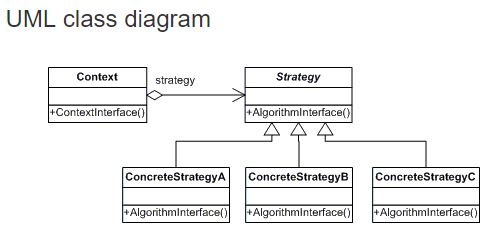 UML class diagram
Context
strategy
Strategy
+ContextInterface()
+AlgorithmInterface()
ConcreteStrategyA
ConcreteStrategyB
ConcreteStrategyC
+AlgorithmInterface()
+AlgorithmInterface()
+AlgorithmInterface()